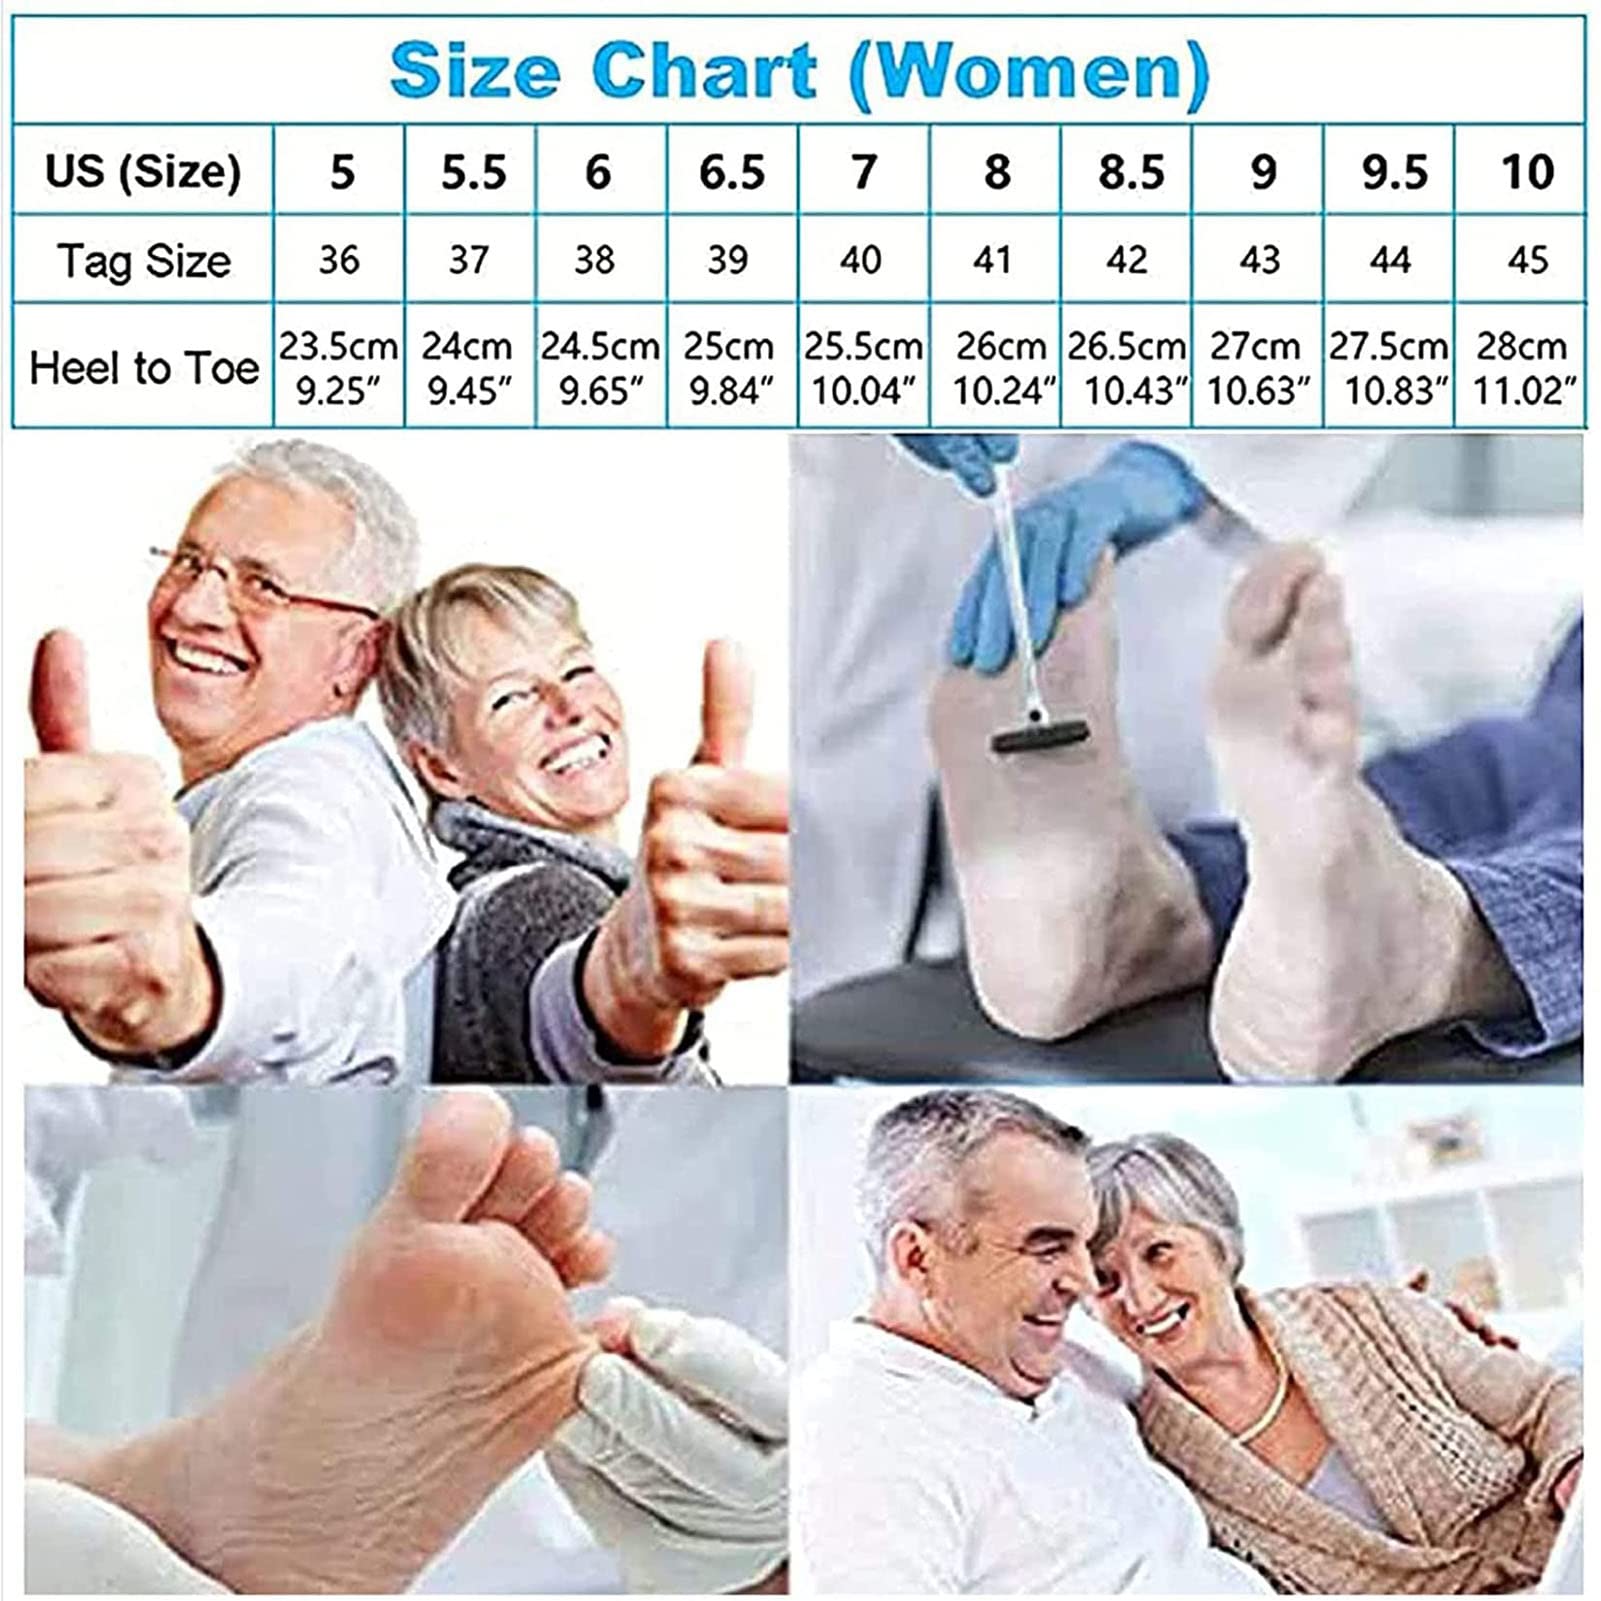 Size Chart (Women)
US (Size) 5 5.5 6 6.5 7 8 8.5 9 9.5 10
Tag Size 36 37 38 39 40 41 42 43 44 45
Heel to Toe 23.5cm 24cm 24.5cm 25cm 25.5cm 26cm 26.5cm 27cm 27.5cm 28cm
9.25″ 9.45″ 9.65″ 9.84″ 10.04″ 10.24″ 10.43″ 10.63″ 10.83″ 11.02″